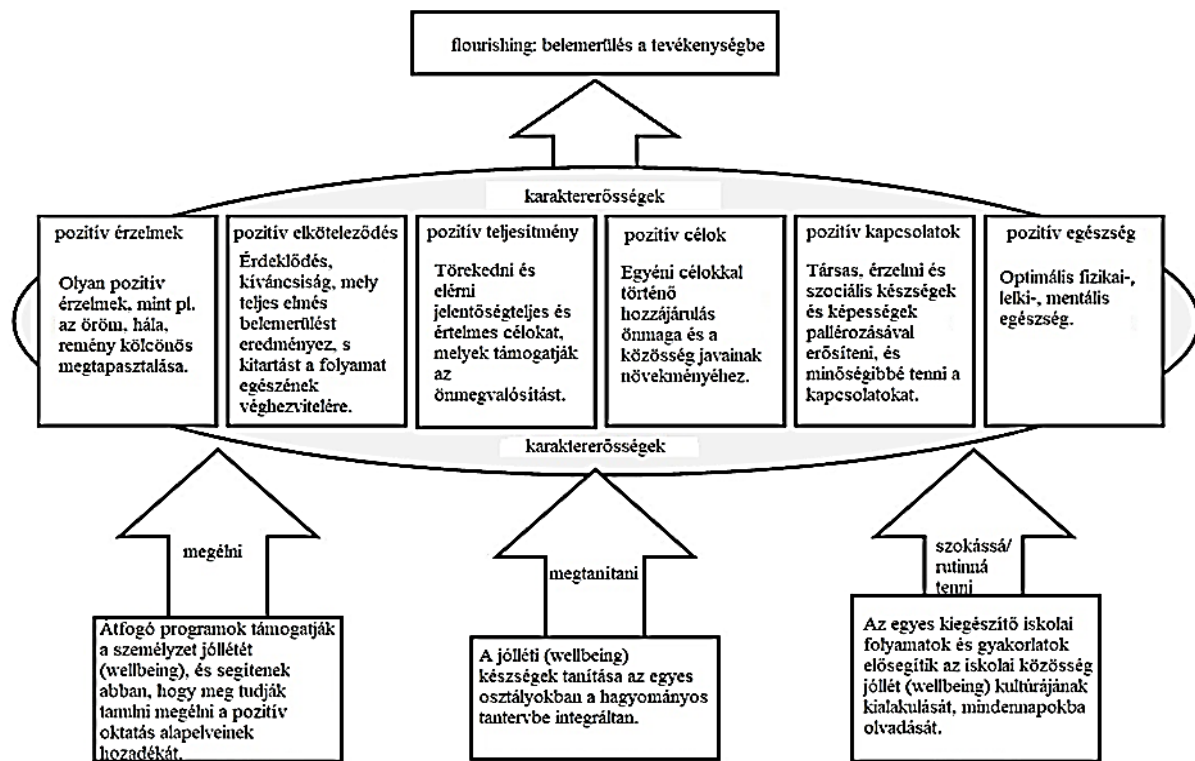 flourishing: belemerülés a tevékenységbe
karaktererősségek
pozitív érzelmek
Olyan pozitív
érzelmek, mint pl.
az öröm, hála,
remény kölcönös
megtapasztalása.
pozitív elköteleződés
Érdeklődés,
kíváncsiság, mely
teljes elmés
belemerülést
eredményez, s
kitartást a folyamat
egészének
véghezvitelére.
pozitív teljesítmény
Törekedni és
elérni
jelentőségteljes és
értelmes célokat,
melyek támogatják
az
önmegvalósítást.
pozitív célok
Egyéni célokkal
történő
hozzájárulás
önmaga és a
közösség javainak
növekményéhez.
pozitív kapcsolatok
Társas, érzelmi és
szociális készségek
és képességek
pallérozásával
erősíteni, és
minőségibbé tenni a
kapcsolatokat.
pozitív egészség
Optimális fizikai-,
lelki-, mentális
egészség.
karaktererősségek
megélni
Átfogó programok támogatják
a személyzet jóllétét
(wellbeing), és segítenek
abban, hogy meg tudják
tanulni megélni a pozitív
oktatás alapelveinek
hozadékát.
megtanítani
A jólléti (wellbeing)
készségek tanítása az egyes
osztályokban a hagyományos
tantervbe integráltan.
szokássá/
rutinná
tenni
Az egyes kiegészítő iskolai
folyamatok és gyakorlatok
elősegítik az iskolai közösség
jóllét (wellbeing) kultúrájának
kialakulását, mindennapokba
olvadását.